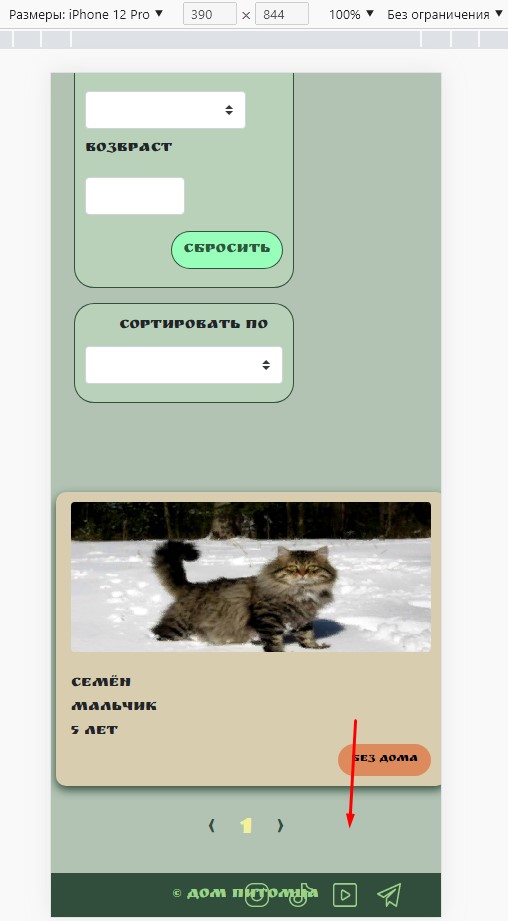 Размеры: iPhone 12 Pro ▼ 390 × 844 100% ▼ Без ограничения ▼
ВОЗВРАСТ
СБРОСИТЬ
СОРТИРОВАТЬ ПО
СЕМЁН
МАЛЬЧИК
5 ЛЕТ
БЕЗ ДОМА
‹ 1 ›
© ДОМ ПИТОМЦА